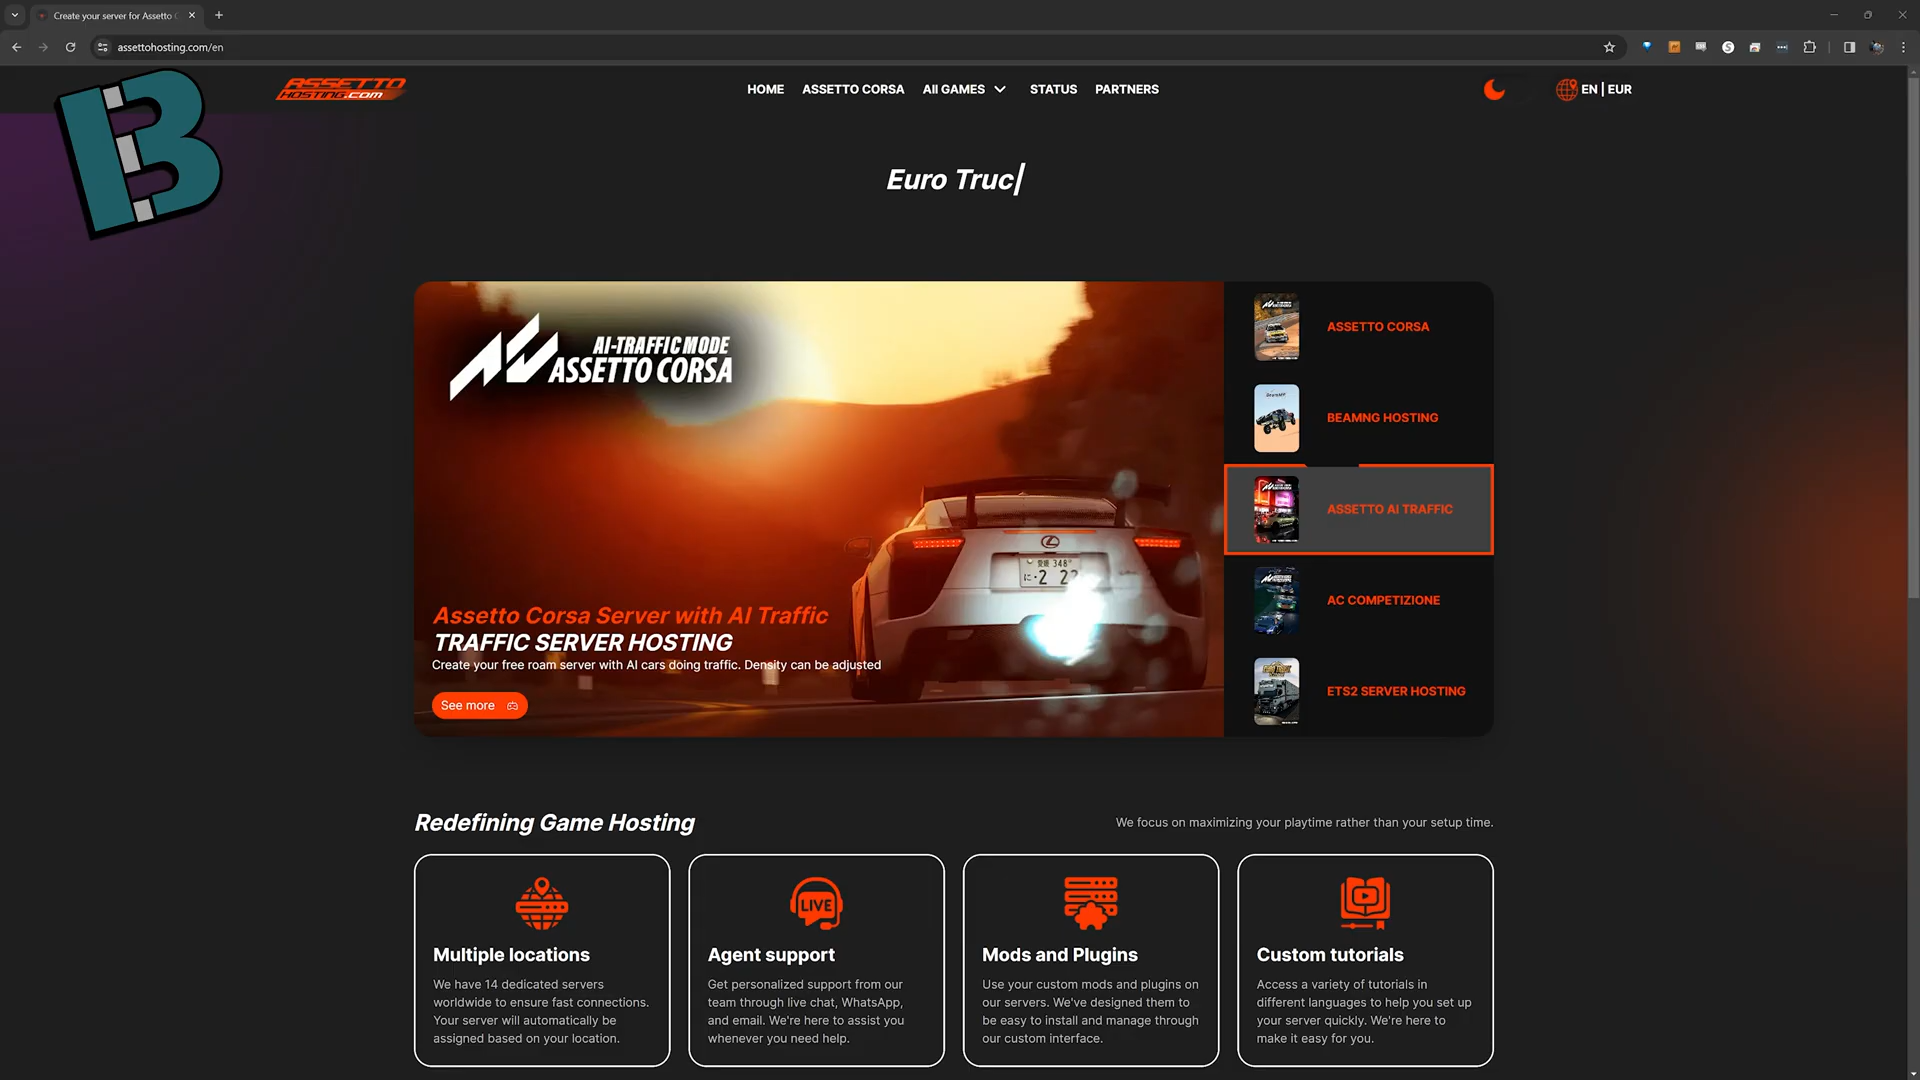 Create your server for Assetto C
assettohosting.com/en
ASSETTO
HOSTING.COM
HOME
ASSETTO CORSA
All GAMES
STATUS
PARTNERS
EN | EUR
B
Euro Truc
AI-TRAFFIC MODE
ASSETTO CORSA
2 22
Assetto Corsa Server with AI Traffic
TRAFFIC SERVER HOSTING
Create your free roam server with AI cars doing traffic. Density can be adjusted
See more
ASSETTO CORSA
BEAMNG HOSTING
ASSETTO AI TRAFFIC
AC COMPETIZIONE
ETS2 SERVER HOSTING
Redefining Game Hosting
We focus on maximizing your playtime rather than your setup time.
Multiple locations
We have 14 dedicated servers
worldwide to ensure fast connections.
Your server will automatically be
assigned based on your location.
LIVE
Agent support
Get personalized support from our
team through live chat, WhatsApp,
and email. We're here to assist you
whenever you need help.
Mods and Plugins
Use your custom mods and plugins on
our servers. We've designed them to
be easy to install and manage through
our custom interface.
Custom tutorials
Access a variety of tutorials in
different languages to help you set up
your server quickly. We're here to
make it easy for you.